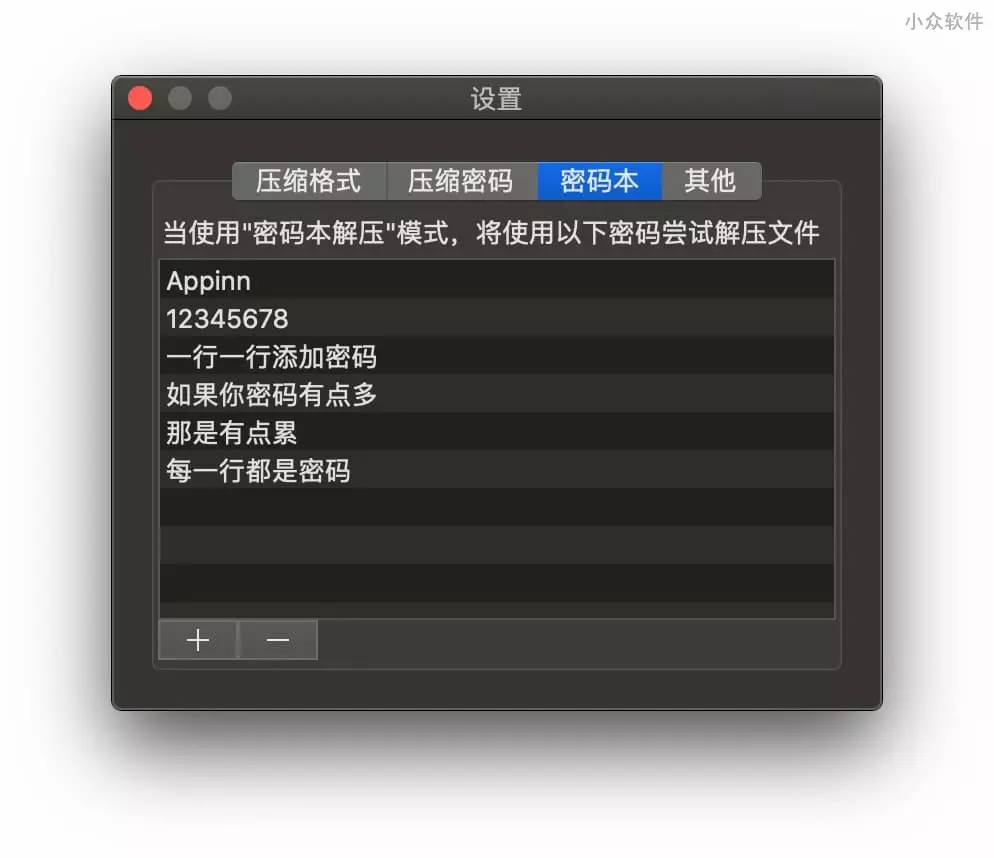 小众软件
设置
压缩格式 压缩密码 密码本 其他
当使用"密码本解压"模式，将使用以下密码尝试解压文件
Appinn
12345678
一行一行添加密码
如果你密码有点多
那是有点累
每一行都是密码